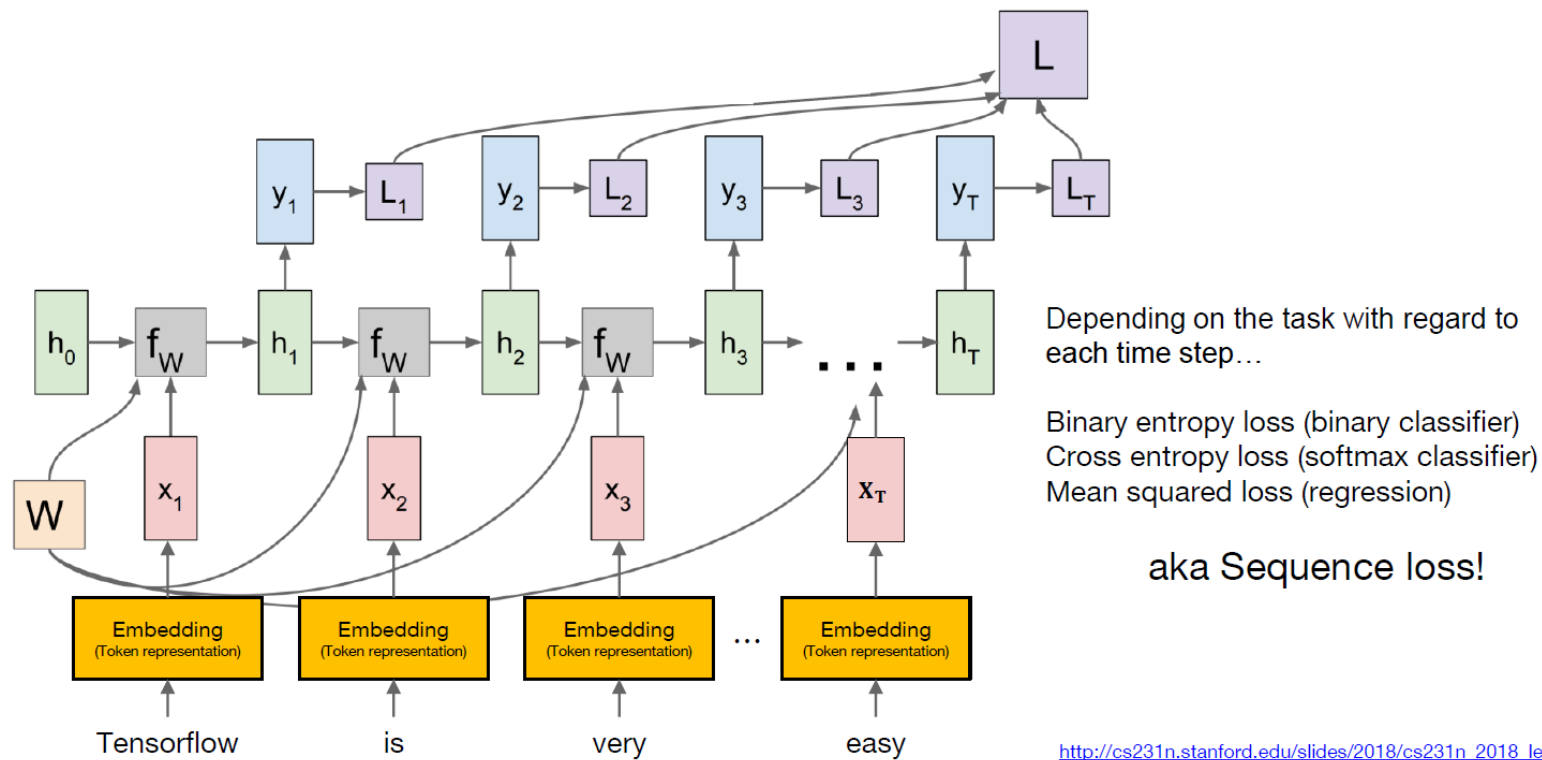 L
y1 L1 y2 L2 y3 L3 yT LT
h0 fW h1 fW h2 fW h3 ... hT
W x1 x2 x3 xT
Embedding Embedding Embedding ... Embedding
(Token representation) (Token representation) (Token representation) (Token representation)
Tensorflow is very easy
Depending on the task with regard to
each time step…
Binary entropy loss (binary classifier)
Cross entropy loss (softmax classifier)
Mean squared loss (regression)
aka Sequence loss!
http://cs231n.stanford.edu/slides/2018/cs231n_2018_le